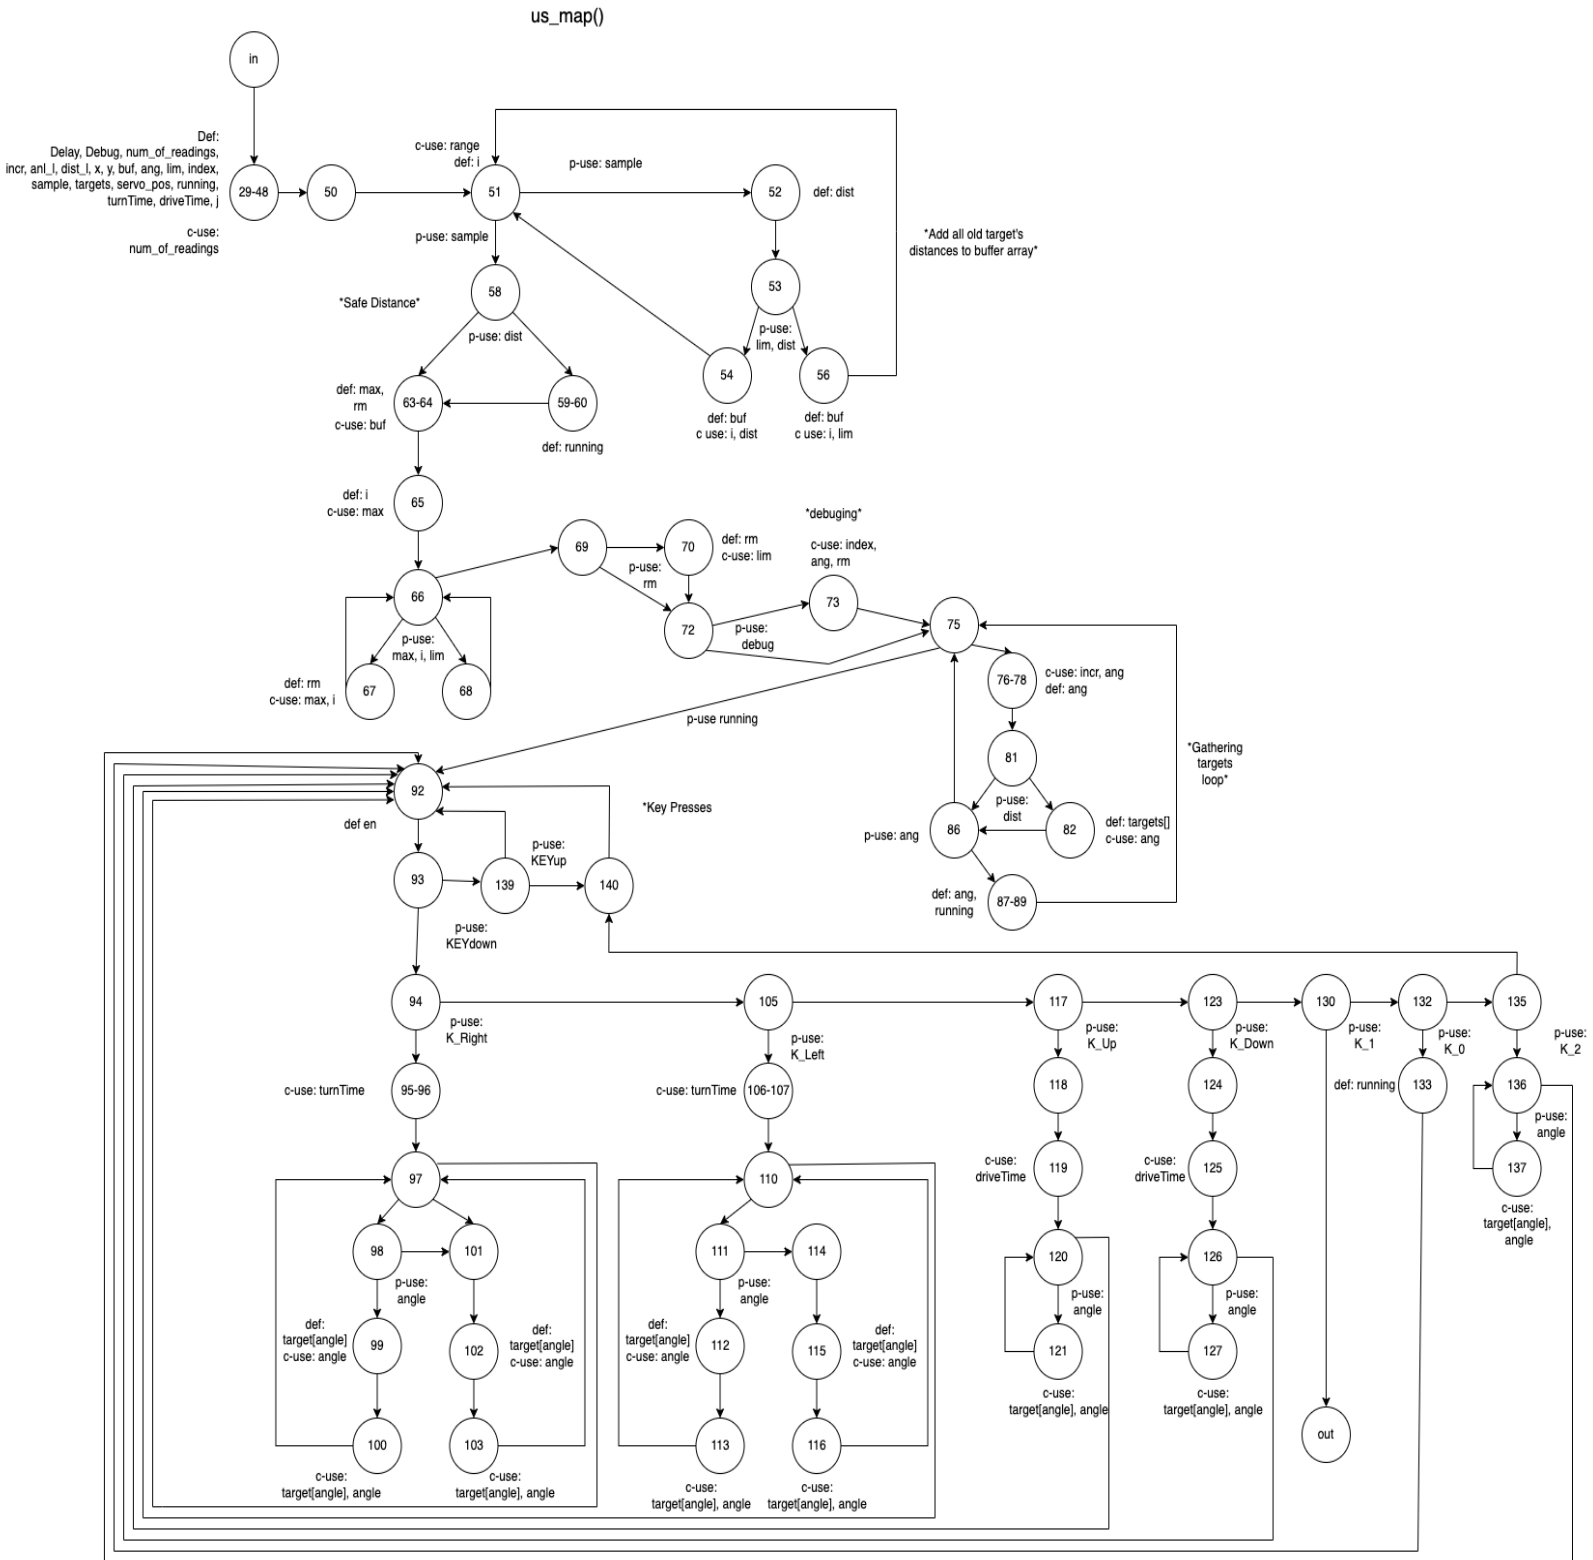 us_map()
in
Def:
Delay, Debug, num_of_readings,
incr, anl_l, dist_l, x, y, buf, ang, lim, index,
sample, targets, servo_pos, running,
turnTime, driveTime, j
c-use:
num_of_readings
29-48
50
c-use: range
def: i
51
p-use: sample
52
def: dist
p-use: sample
*Add all old target's
distances to buffer array*
53
58
*Safe Distance*
p-use: dist
p-use:
lim, dist
54
56
def: buf
c use: i, dist
def: buf
c use: i, lim
def: max,
rm
c-use: buf
63-64
59-60
def: running
def: i
c-use: max
65
*debuging*
69
70
def: rm
c-use: lim
c-use: index,
ang, rm
p-use:
rm
66
73
72
p-use:
debug
75
p-use:
max, i, lim
def: rm
c-use: max, i
67
68
76-78
c-use: incr, ang
def: ang
p-use running
81
*Gathering
targets
loop*
92
def en
*Key Presses
p-use:
dist
p-use: ang
86
82
def: targets[]
c-use: ang
p-use:
KEYup
93
139
140
def: ang,
running
87-89
p-use:
KEYdown
94
105
117
123
130
132
135
p-use:
K_Right
p-use:
K_Left
p-use:
K_Up
p-use:
K_Down
p-use:
K_1
p-use:
K_0
p-use:
K_2
c-use: turnTime
95-96
c-use: turnTime
106-107
118
124
def: running
133
136
p-use:
angle
97
110
c-use:
driveTime
119
c-use:
driveTime
125
137
c-use:
target[angle],
angle
98
101
111
114
120
126
p-use:
angle
p-use:
angle
p-use:
angle
p-use:
angle
def:
target[angle]
c-use: angle
99
102
def:
target[angle]
c-use: angle
def:
target[angle]
c-use: angle
112
115
def:
target[angle]
c-use: angle
121
127
c-use:
target[angle], angle
c-use:
target[angle], angle
100
103
113
116
out
c-use:
target[angle], angle
c-use:
target[angle], angle
c-use:
target[angle], angle
c-use:
target[angle], angle